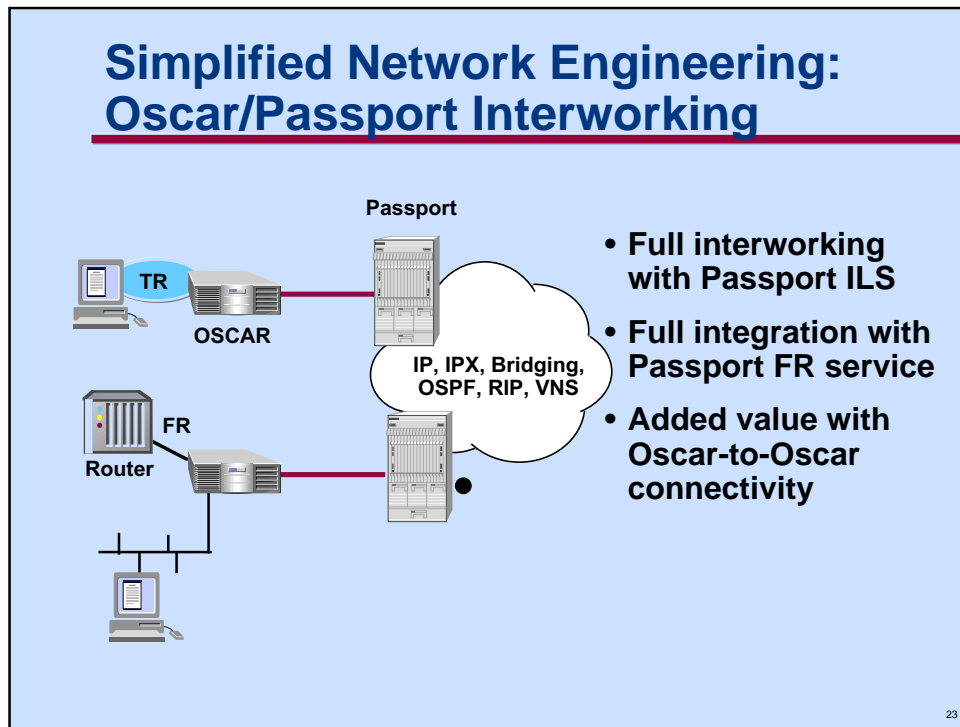 Simplified Network Engineering:
Oscar/Passport Interworking
Passport
TR
OSCAR
IP, IPX, Bridging,
OSPF, RIP, VNS
FR
Router
• Full interworking
with Passport ILS
• Full integration with
Passport FR service
• Added value with
Oscar-to-Oscar
connectivity
23